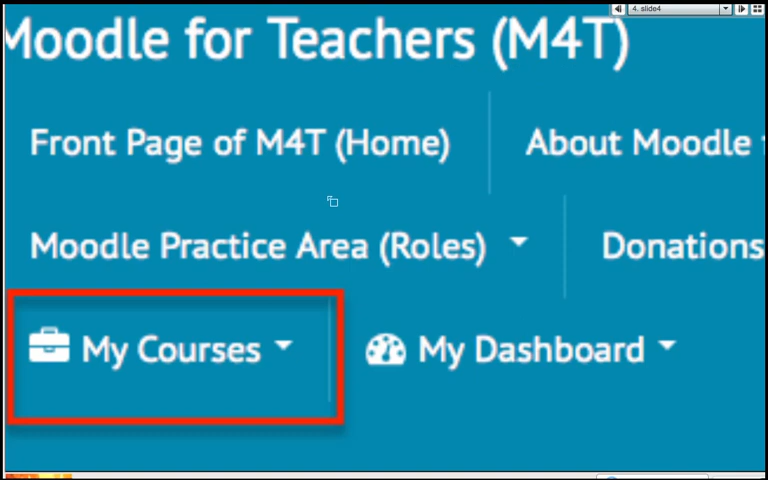 4. slide4
Moodle for Teachers (M4T)
Front Page of M4T (Home) About Moodle
Moodle Practice Area (Roles) Donations
My Courses My Dashboard